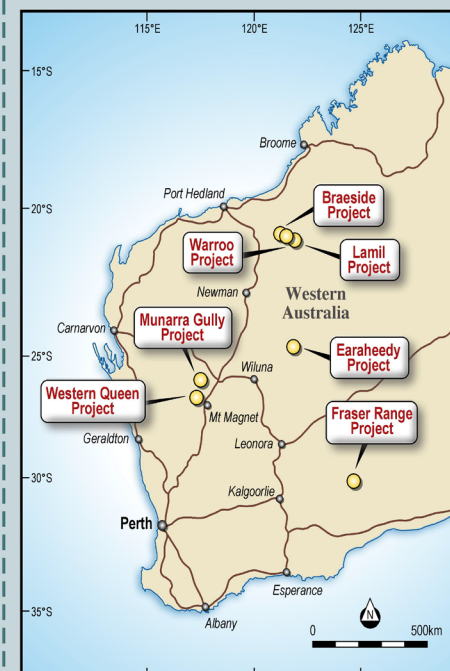 115°E
120°E
125°E
15°S
Broome
Braeside
Project
Port Hedland
20°S
Warroo
Project
Lamil
Project
Newman
Western
Australia
Munarra Gully
Project
Carnarvon
25°S
Earaheedy
Project
Wiluna
Western Queen
Project
Mt Magnet
Fraser Range
Project
Geraldton
Leonora
30°S
Kalgoorlie
Perth
Esperance
35°S
Albany
N
0
500km